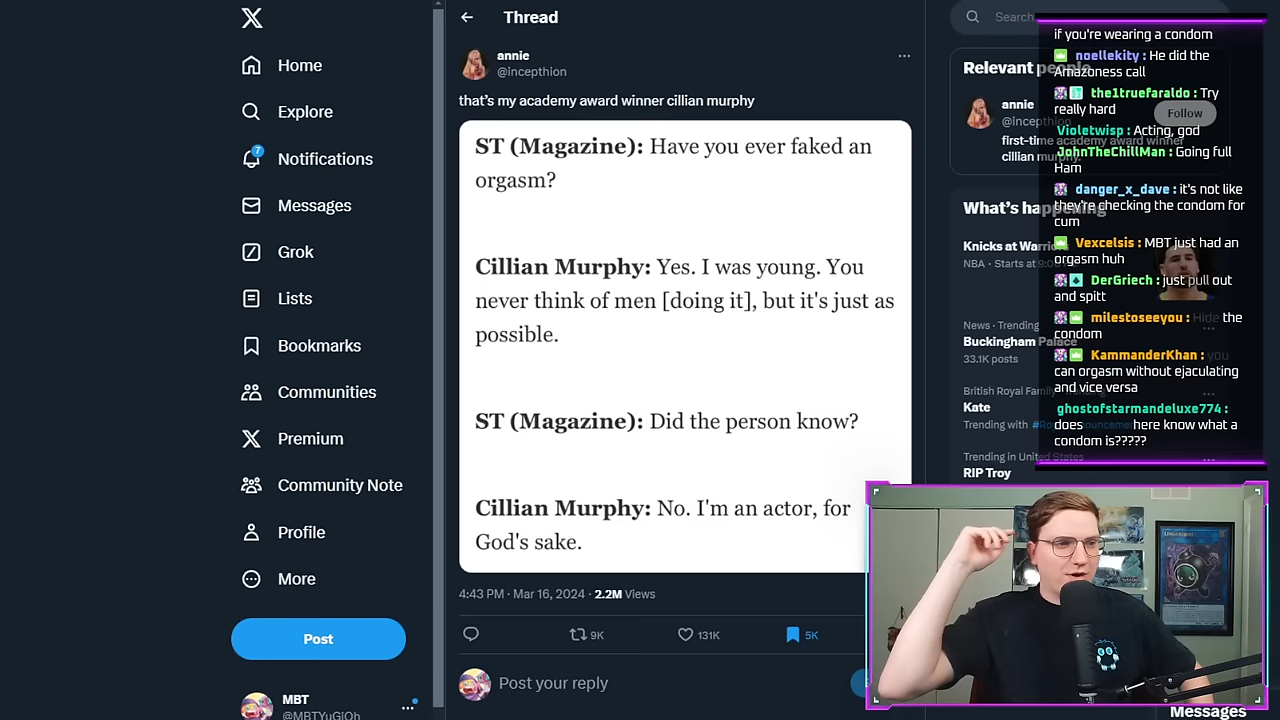 Home
Explore
7
Notifications
Messages
Grok
Lists
Bookmarks
Communities
Premium
Community Note
Profile
More
Post
MBT
@MBTYuGiOh
Thread
annie
@incepthion
that's my academy award winner cillian murphy
ST (Magazine): Have you ever faked an
orgasm?
Cillian Murphy: Yes. I was young. You
never think of men [doing it], but it's just as
possible.
ST (Magazine): Did the person know?
Cillian Murphy: No. I'm an actor, for
God's sake.
4:43 PM · Mar 16, 2024 · 2.2M Views
9K
131K
5K
Post your reply
Search
Relevant people
annie
@incepthion
Follow
first-time academy award winner
cillian murphy.
What's happening
Knicks at Warriors
NBA · Starts at 9:00
News · Trending
Buckingham Palace
33.1K posts
British Royal Family · Trending
Kate
Trending with
Trending in United States
RIP Troy
if you're wearing a condom
noellekity : He did the
Amazoness call
the1truefaraldo : Try
really hard
Violetwisp : Acting, god
JohnTheChillMan : Going full
Ham
danger_x_dave : it's not like
they're checking the condom for
cum
Vexcelsis : MBT just had an
orgasm huh
DerGriech : just pull out
and spitt
milestoseeyou : Hide the
condom
KammanderKhan : you
can orgasm without ejaculating
and vice versa
ghostofstarmandeluxe774 :
does here know what a
condom is?????
Messages